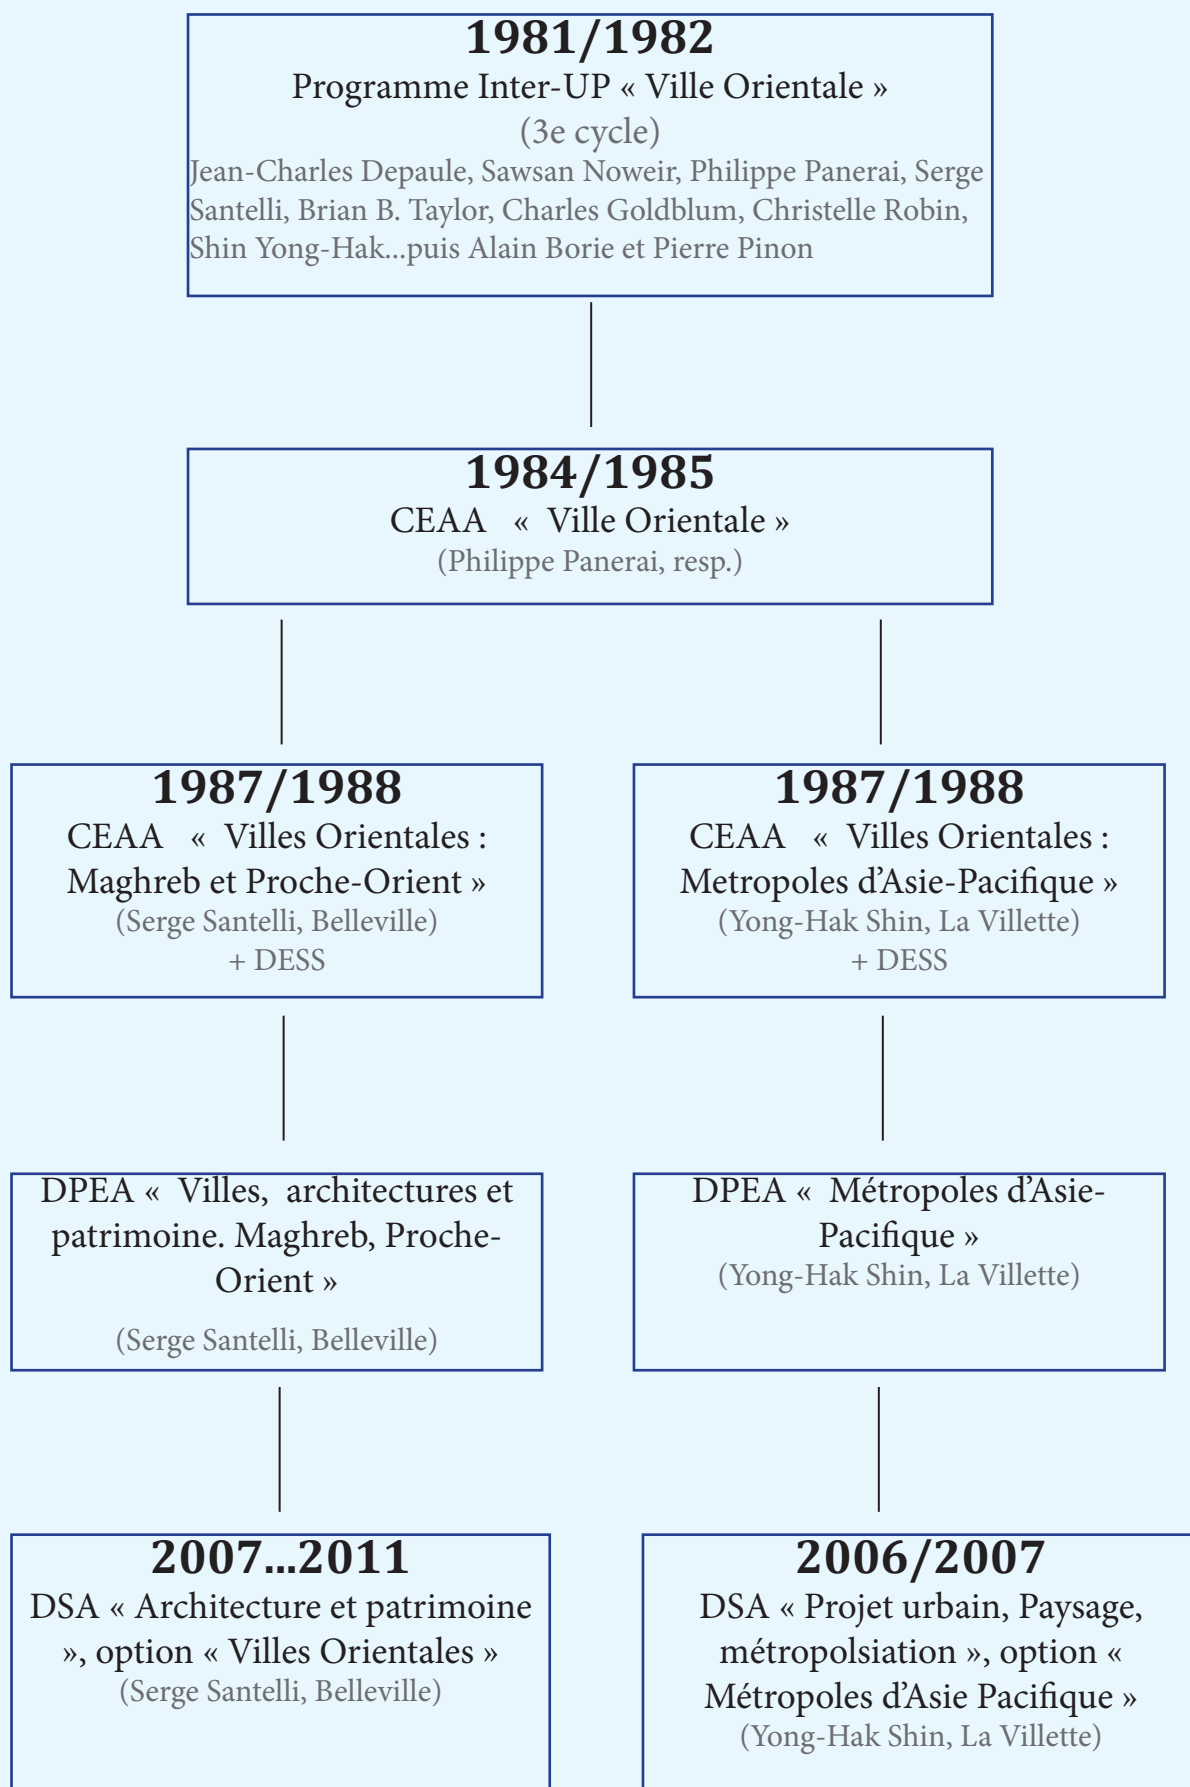 1981/1982
Programme Inter-UP « Ville Orientale »
(3e cycle)
Jean-Charles Depaule, Sawsan Noweir, Philippe Panerai, Serge
Santelli, Brian B. Taylor, Charles Goldblum, Christelle Robin,
Shin Yong-Hak...puis Alain Borie et Pierre Pinon
1984/1985
CEAA « Ville Orientale »
(Philippe Panerai, resp.)
1987/1988
CEAA « Villes Orientales :
Maghreb et Proche-Orient »
(Serge Santelli, Belleville)
+ DESS
1987/1988
CEAA « Villes Orientales :
Metropoles d'Asie-Pacifique »
(Yong-Hak Shin, La Villette)
+ DESS
DPEA « Villes, architectures et
patrimoine. Maghreb, Proche-
Orient »
(Serge Santelli, Belleville)
DPEA « Métropoles d'Asie-
Pacifique »
(Yong-Hak Shin, La Villette)
2007...2011
DSA « Architecture et patrimoine
», option « Villes Orientales »
(Serge Santelli, Belleville)
2006/2007
DSA « Projet urbain, Paysage,
métropolsiation », option «
Métropoles d'Asie Pacifique »
(Yong-Hak Shin, La Villette)